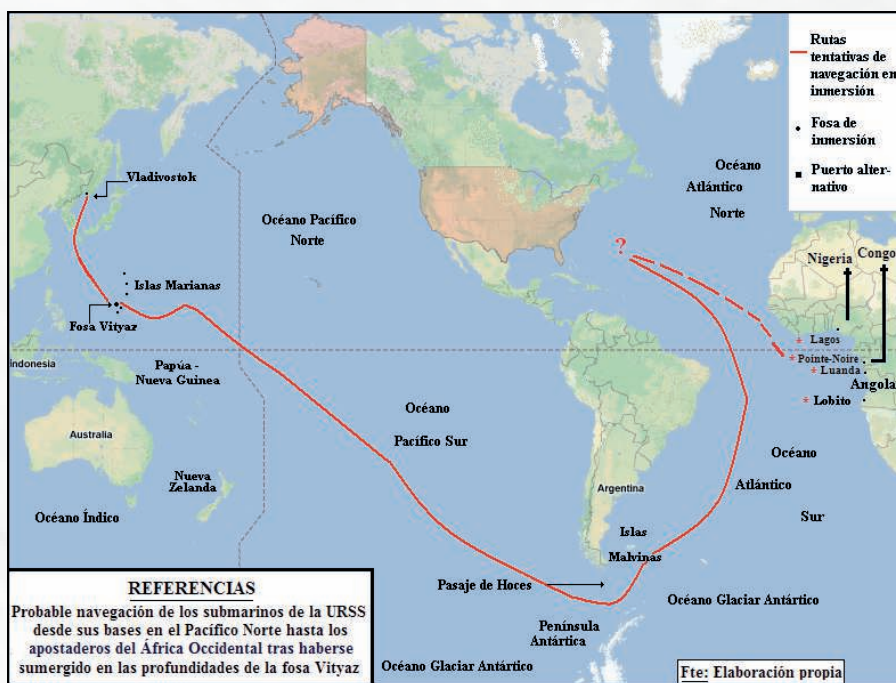 Rutas
tentativas de
navegación en
inmersión
Fosa de
inmersión
Puerto alter-
nativo
Vladivostok
Océano
Atlántico
Norte
Océano Pacífico
Norte
?
Nigeria
Congo
Islas Marianas
Fosa Vityaz
* Lagos
* Pointe-Noire
* Luanda
Angola
* Lobito
Indonesia
Papúa -
Nueva Guinea
Océano
Pacífico Sur
Australia
Océano
Atlántico
Sur
Nueva
Zelanda
Argentina
Océano Índico
Islas
Malvinas
Pasaje de Hoces
Océano Glaciar Antártico
Península
Antártica
Océano Glaciar Antártico
REFERENCIAS
Probable navegación de los submarinos de la URSS
desde sus bases en el Pacífico Norte hasta los
apostaderos del África Occidental tras haberse
sumergido en las profundidades de la fosa Vityaz
Fte: Elaboración propia